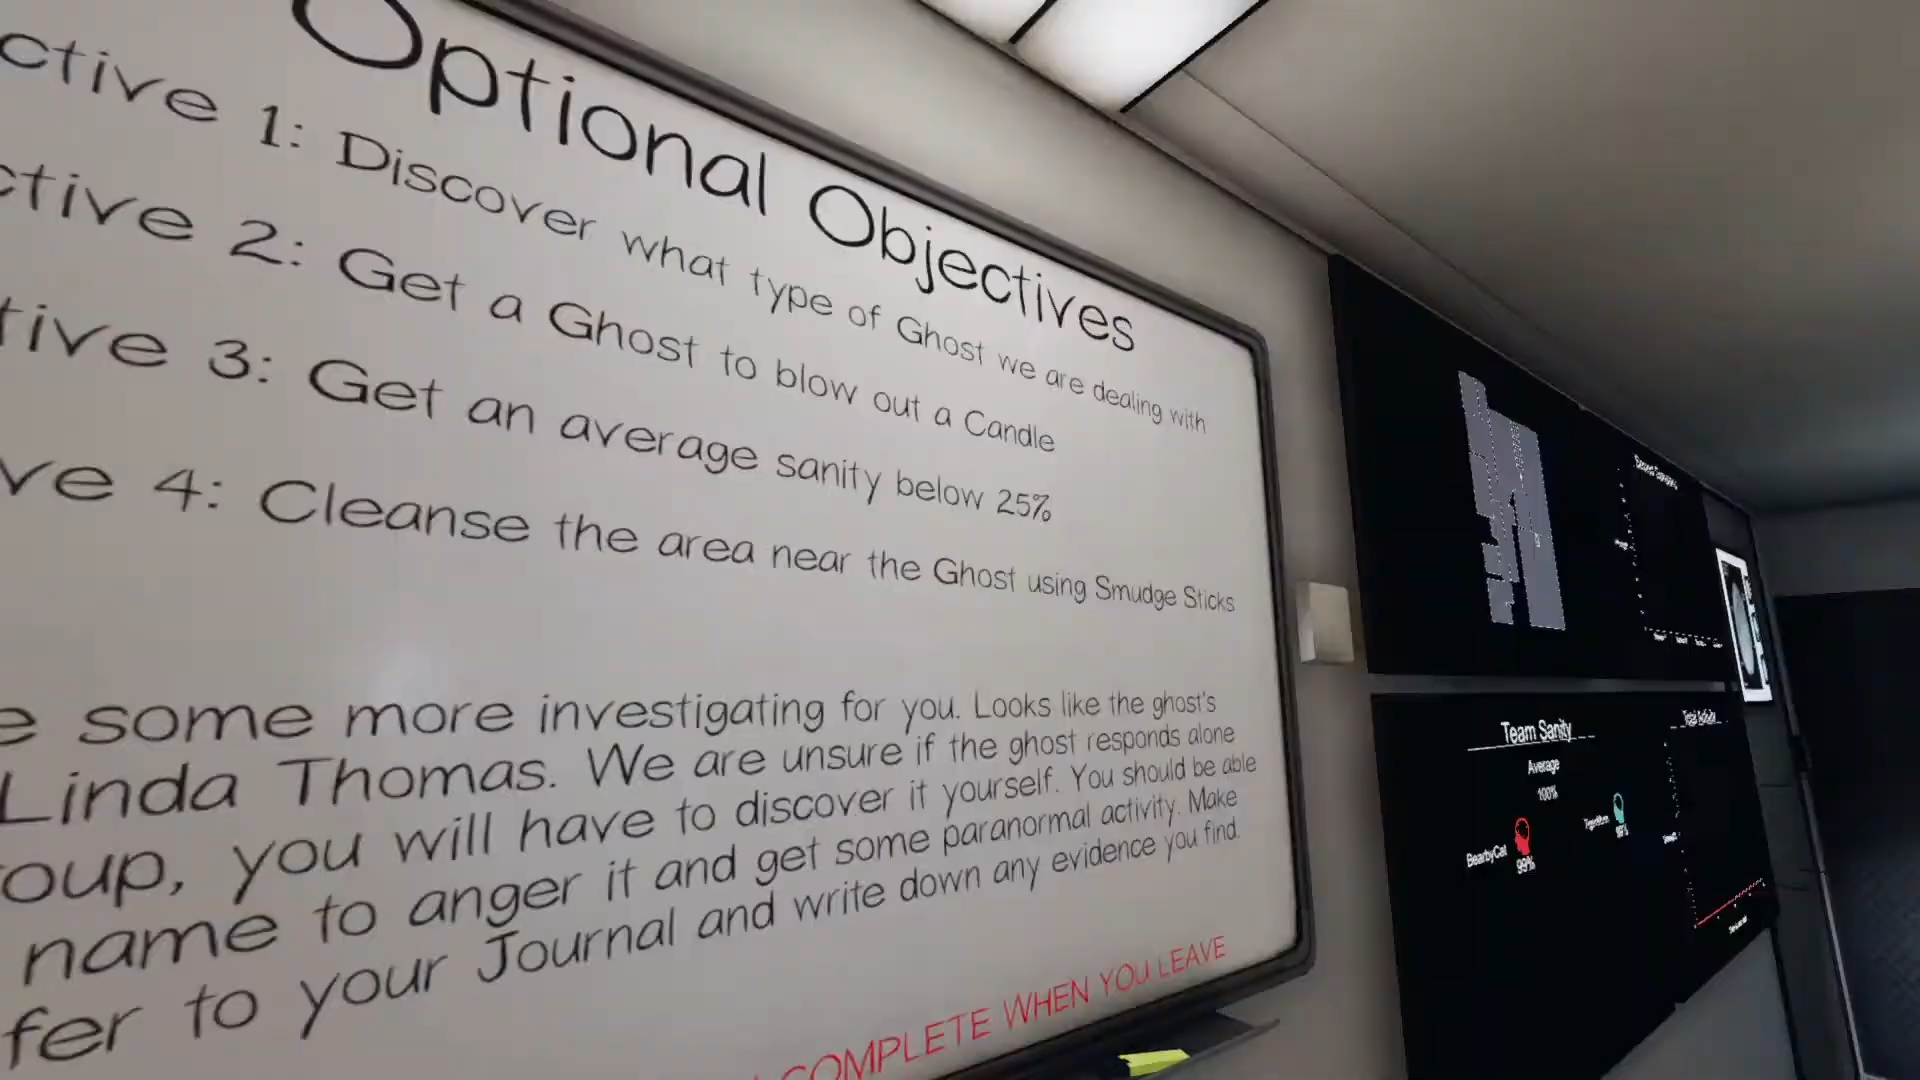 Optional Objectives
ctive 1: Discover what type of Ghost we are dealing with
ctive 2: Get a Ghost to blow out a Candle
tive 3: Get an average sanity below 25%
ve 4: Cleanse the area near the Ghost using Smudge Sticks
e some more investigating for you. Looks like the ghost's
Linda Thomas. We are unsure if the ghost responds alone
oup, you will have to discover it yourself. You should be able
name to anger it and get some paranormal activity. Make
fer to your Journal and write down any evidence you find.
COMPLETE WHEN YOU LEAVE
Team Sanity
Average
100%
BearbyCat
99%
Total Activity